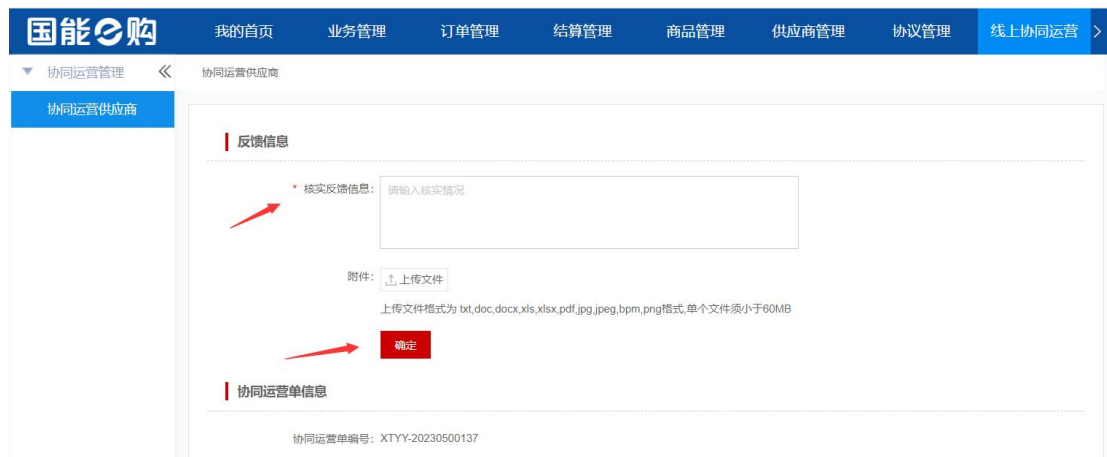 国能e购 我的首页 业务管理 订单管理 结算管理 商品管理 供应商管理 协议管理 线上协同运营
协同运营管理 协同运营供应商
协同运营供应商
反馈信息
* 核实反馈信息: 请输入核实情况
附件: 上传文件
上传文件格式为 txt,doc,docx,xls,xlsx,pdf,jpg,jpeg,bpm,png格式,单个文件须小于60MB
确定
协同运营单信息
协同运营单编号: XTYY-20230500137